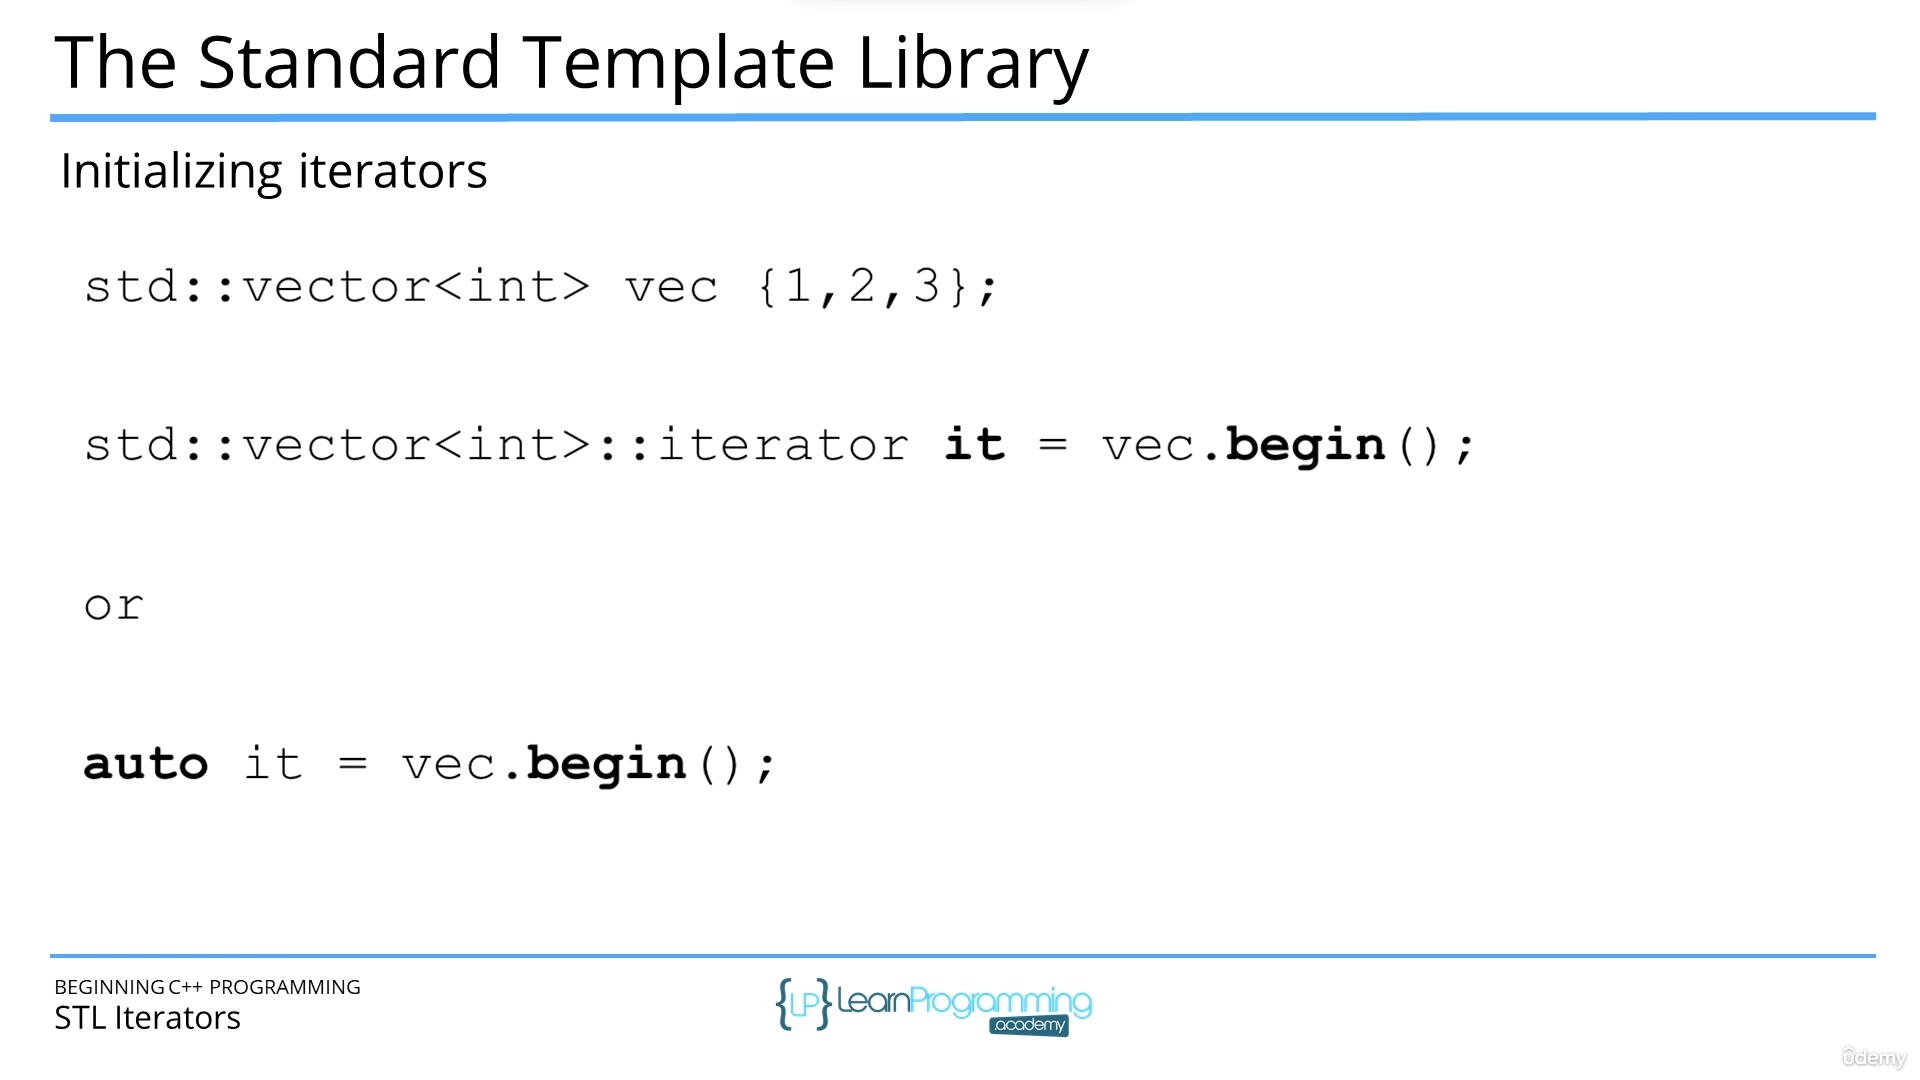 The Standard Template Library
Initializing iterators
std::vector<int> vec {1,2,3};
std::vector<int>::iterator it = vec.begin();
or
auto it = vec.begin();
BEGINNING C++ PROGRAMMING
STL Iterators
{LP} LearnProgramming
.academy
ûdemy